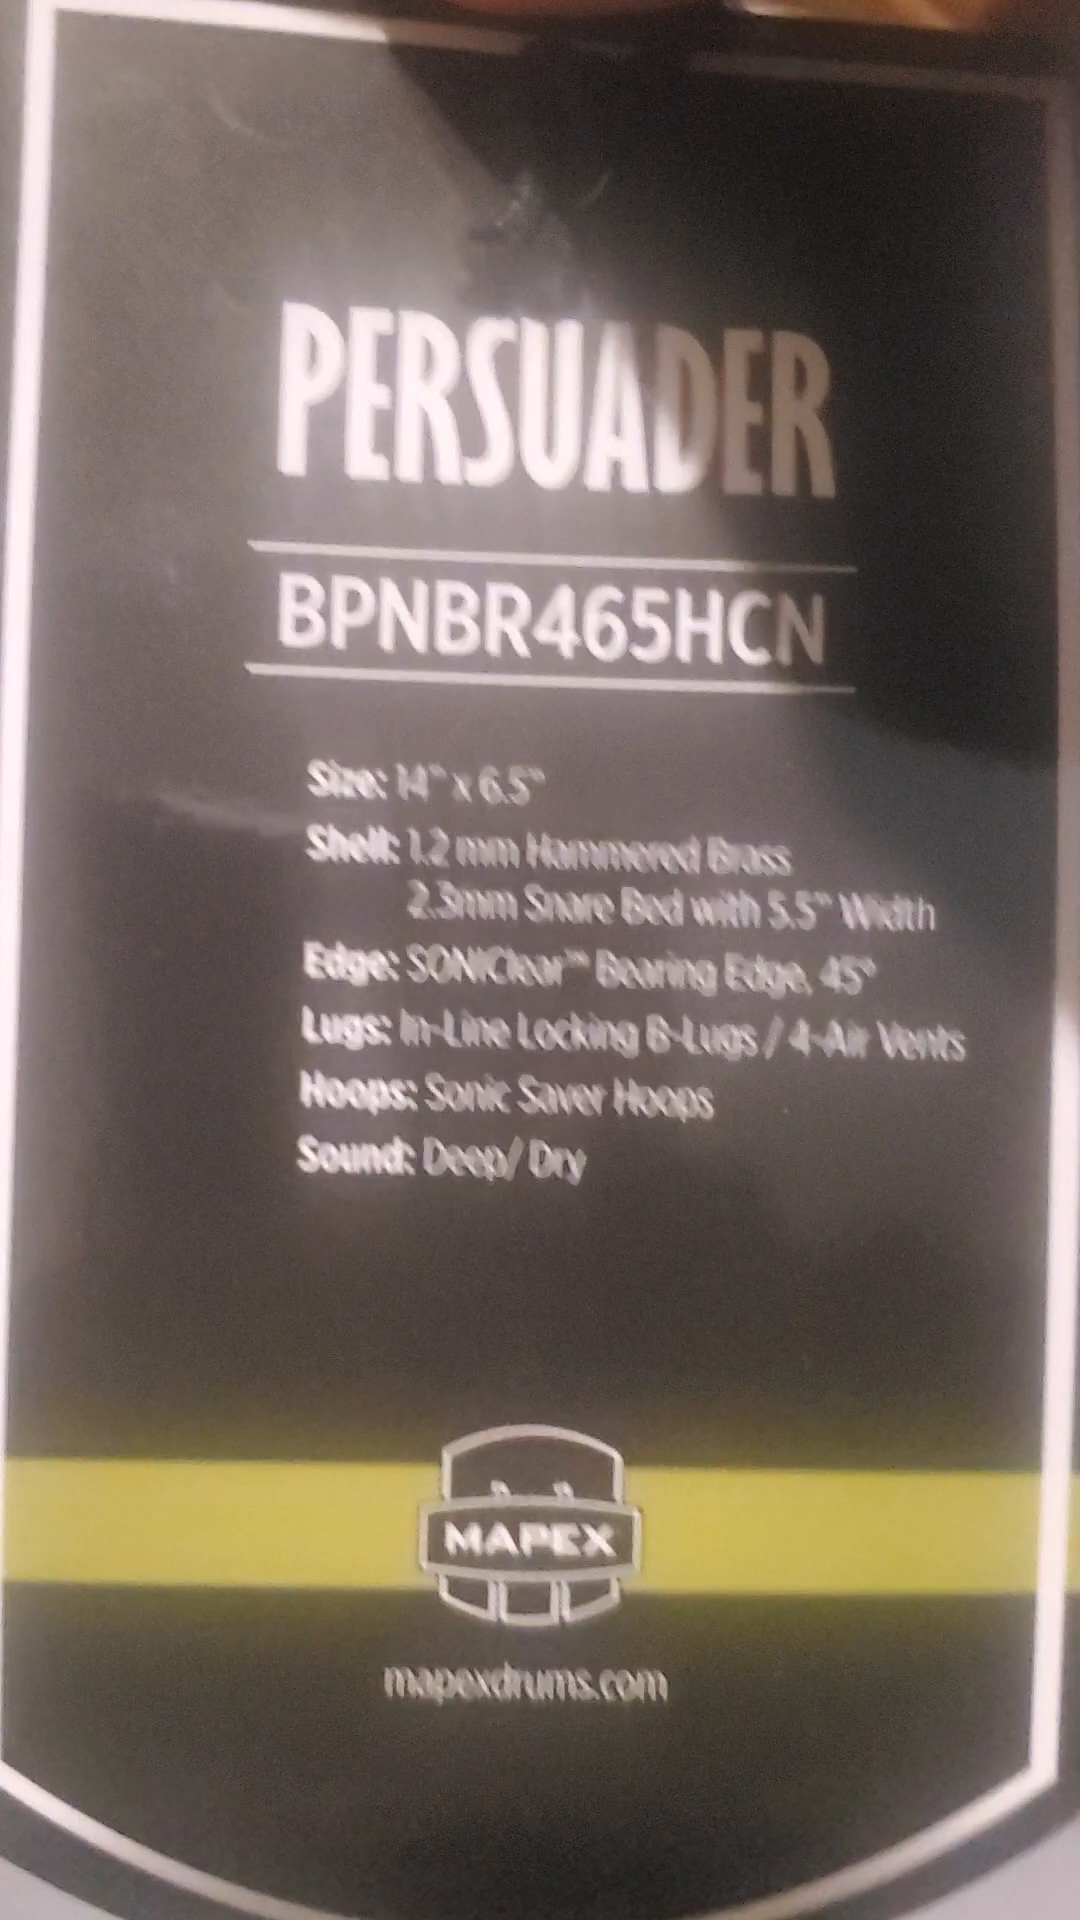 PERSUADER
BPNBR465HCN
Size: 14" x 6.5"
Shell: 1.2 mm Hammered Brass
2.3mm Snare Bed with 5.5" Width
Edge: SONIClear™ Bearing Edge, 45°
Lugs: In-Line Locking B-Lugs / 4-Air Vents
Hoops: Sonic Saver Hoops
Sound: Deep/ Dry
MAPEX
mapexdrums.com